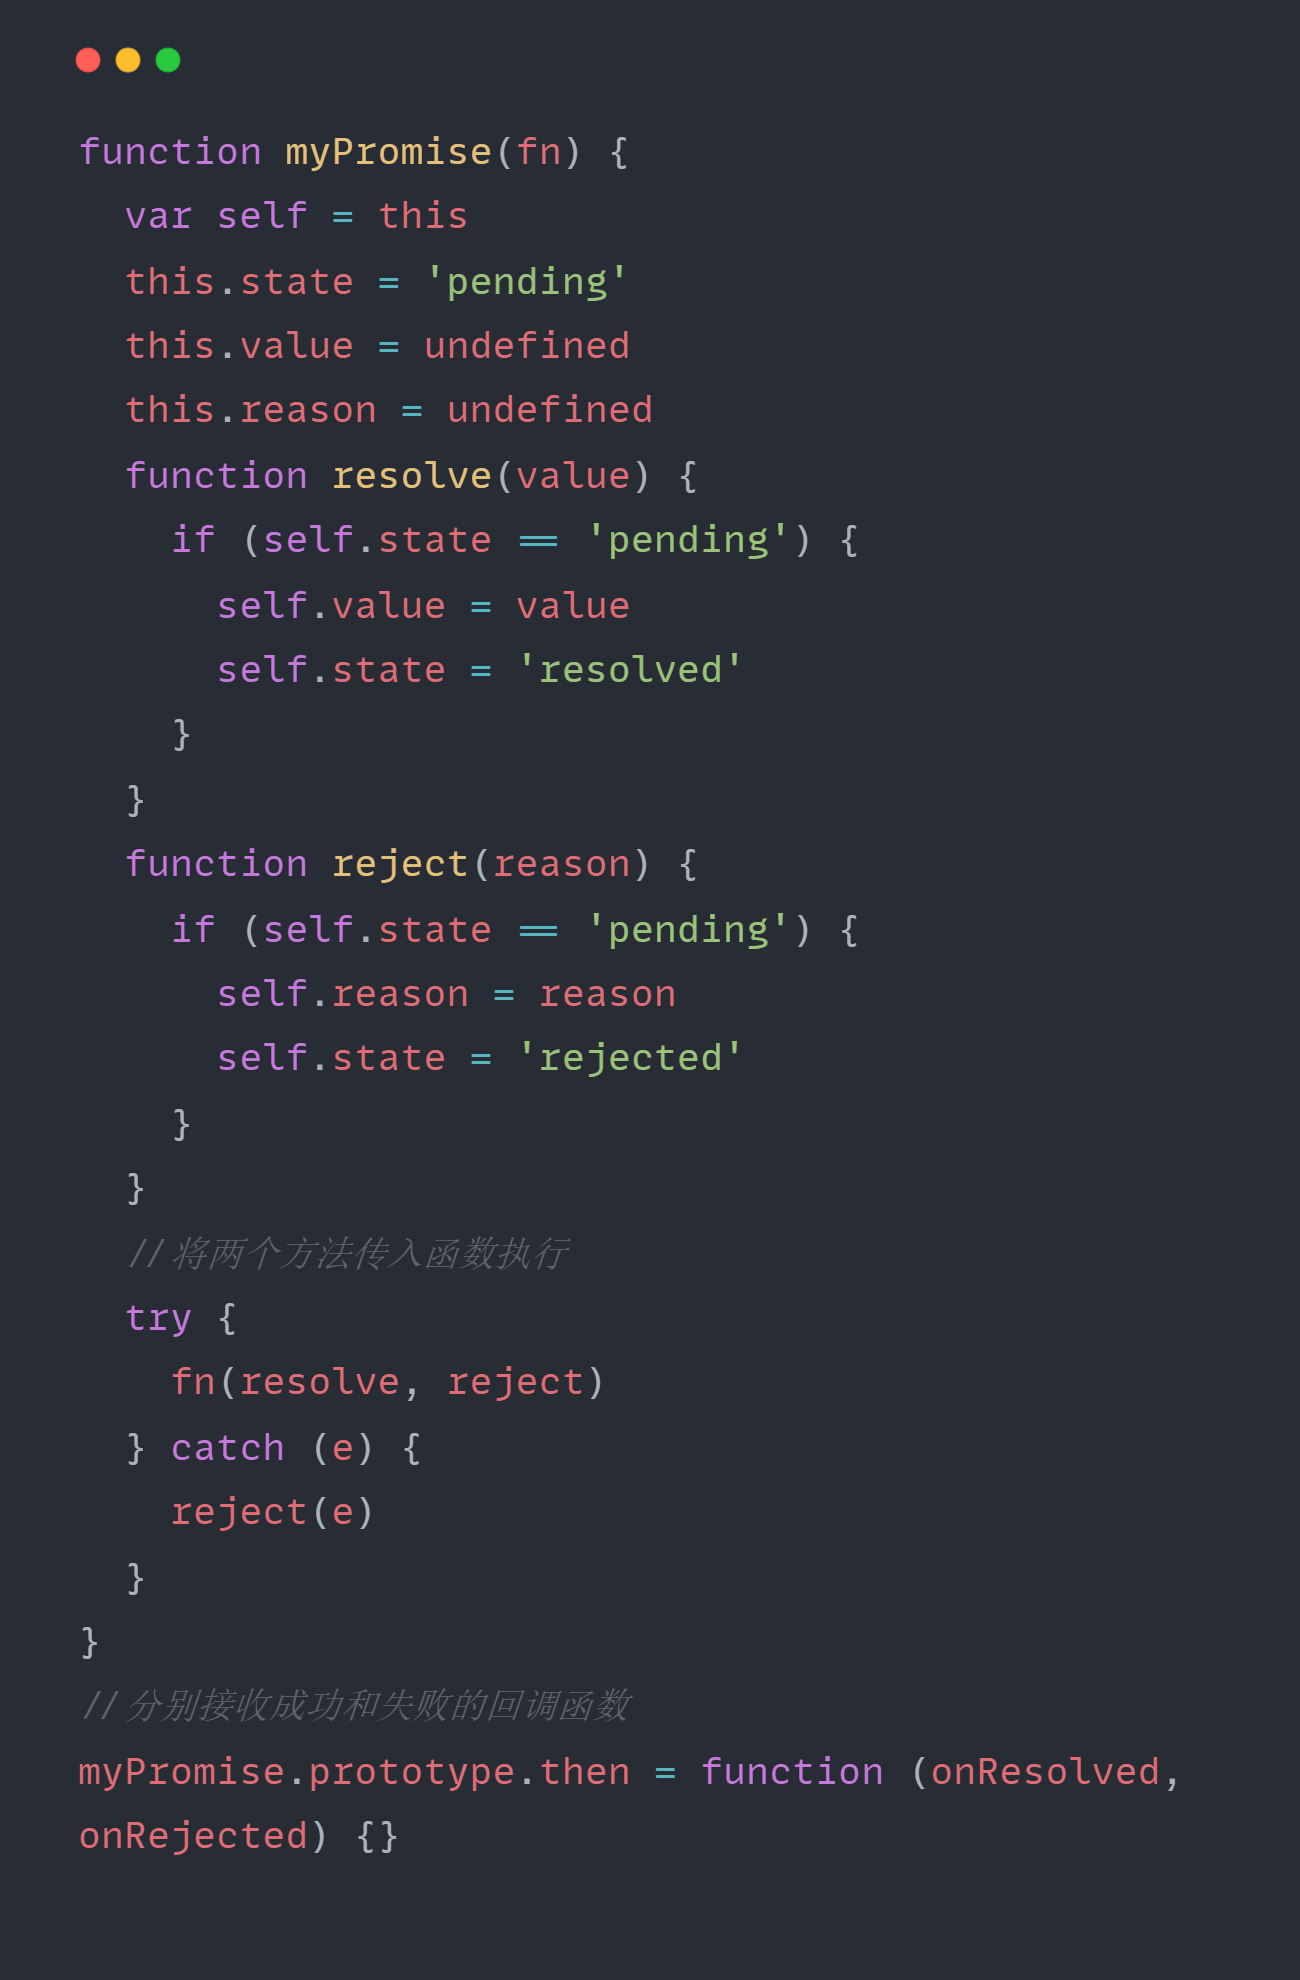 function myPromise(fn) {
  var self = this
  this.state = 'pending'
  this.value = undefined
  this.reason = undefined
  function resolve(value) {
    if (self.state == 'pending') {
      self.value = value
      self.state = 'resolved'
    }
  }
  function reject(reason) {
    if (self.state == 'pending') {
      self.reason = reason
      self.state = 'rejected'
    }
  }
  // 将两个方法传入函数执行
  try {
    fn(resolve, reject)
  } catch (e) {
    reject(e)
  }
}
// 分别接收成功和失败的回调函数
myPromise.prototype.then = function (onResolved,
onRejected) {}